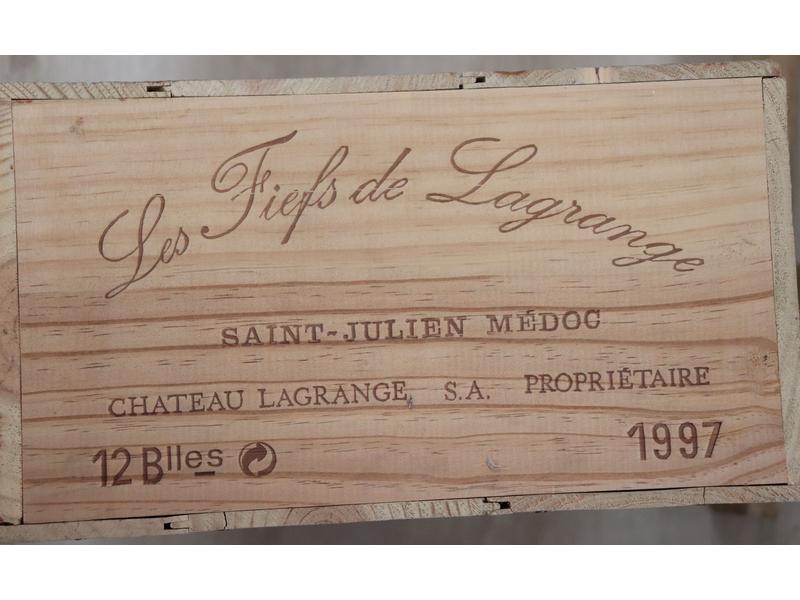 Les Fiefs de Lagrange
SAINT-JULIEN MÉDOC
CHATEAU LAGRANGE, S.A. PROPRIÉTAIRE
12 Blles 1997